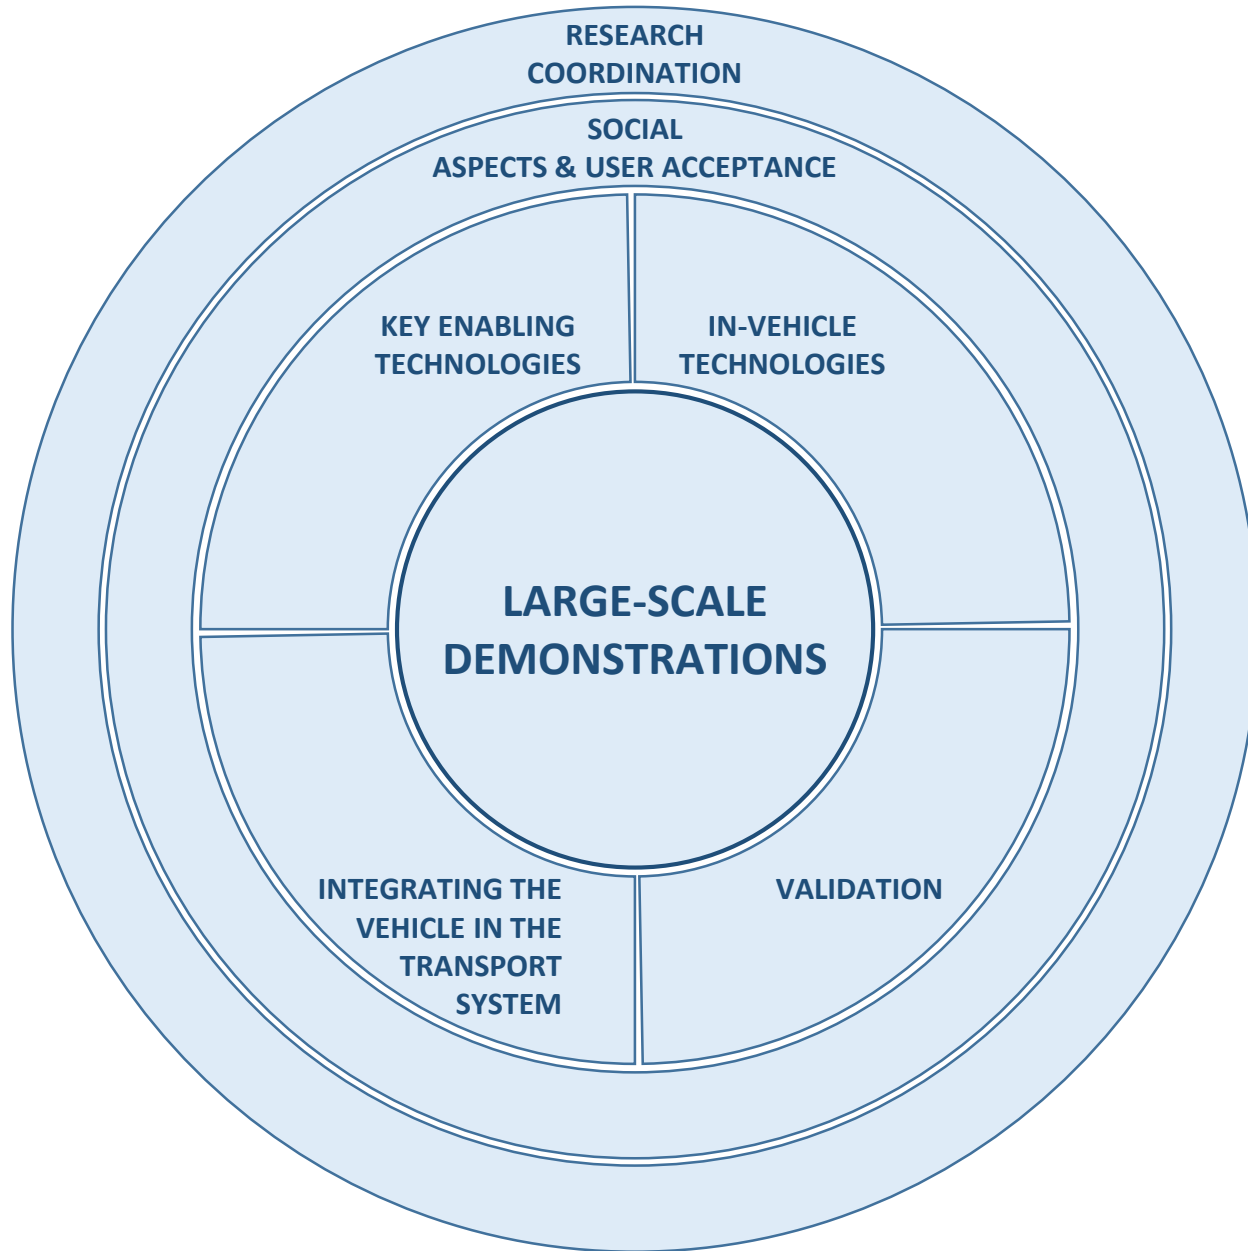 RESEARCH
COORDINATION
SOCIAL
ASPECTS & USER ACCEPTANCE
KEY ENABLING
TECHNOLOGIES
IN-VEHICLE
TECHNOLOGIES
LARGE-SCALE
DEMONSTRATIONS
INTEGRATING THE
VEHICLE IN THE
TRANSPORT
SYSTEM
VALIDATION